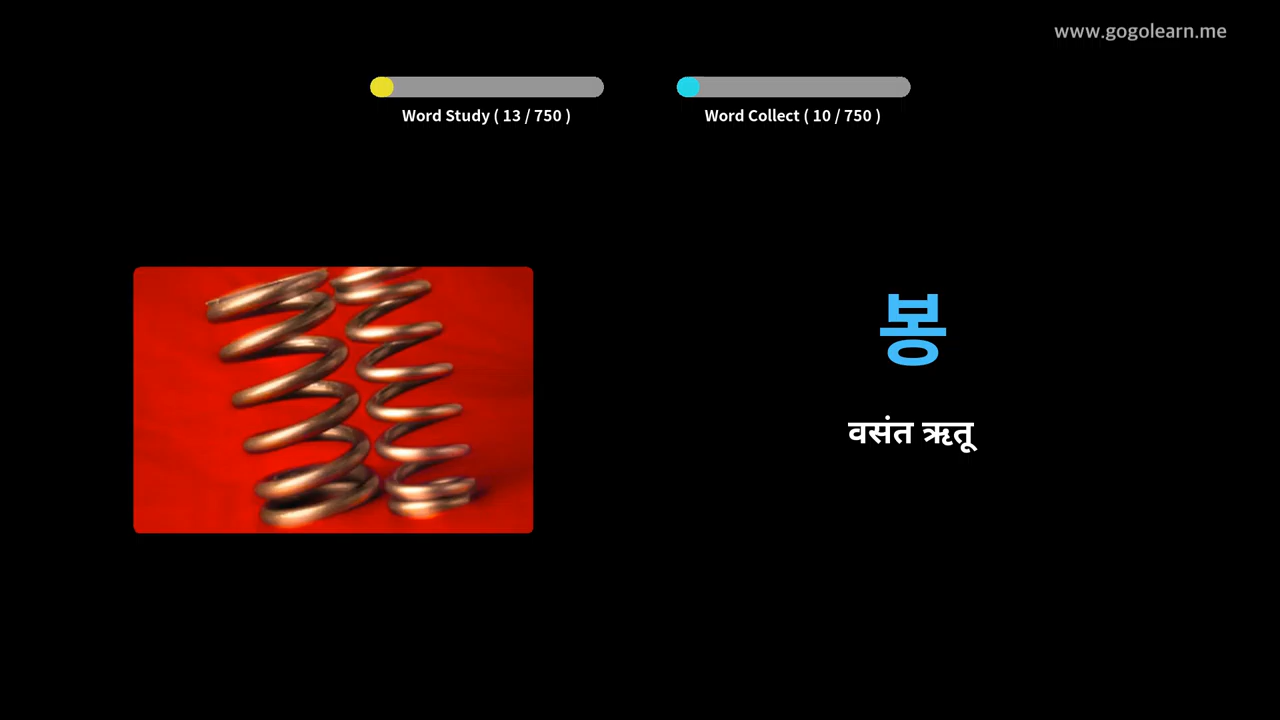 www.gogolearn.me
Word Study ( 13 / 750 )
Word Collect ( 10 / 750 )
봉
वसंत ऋतू